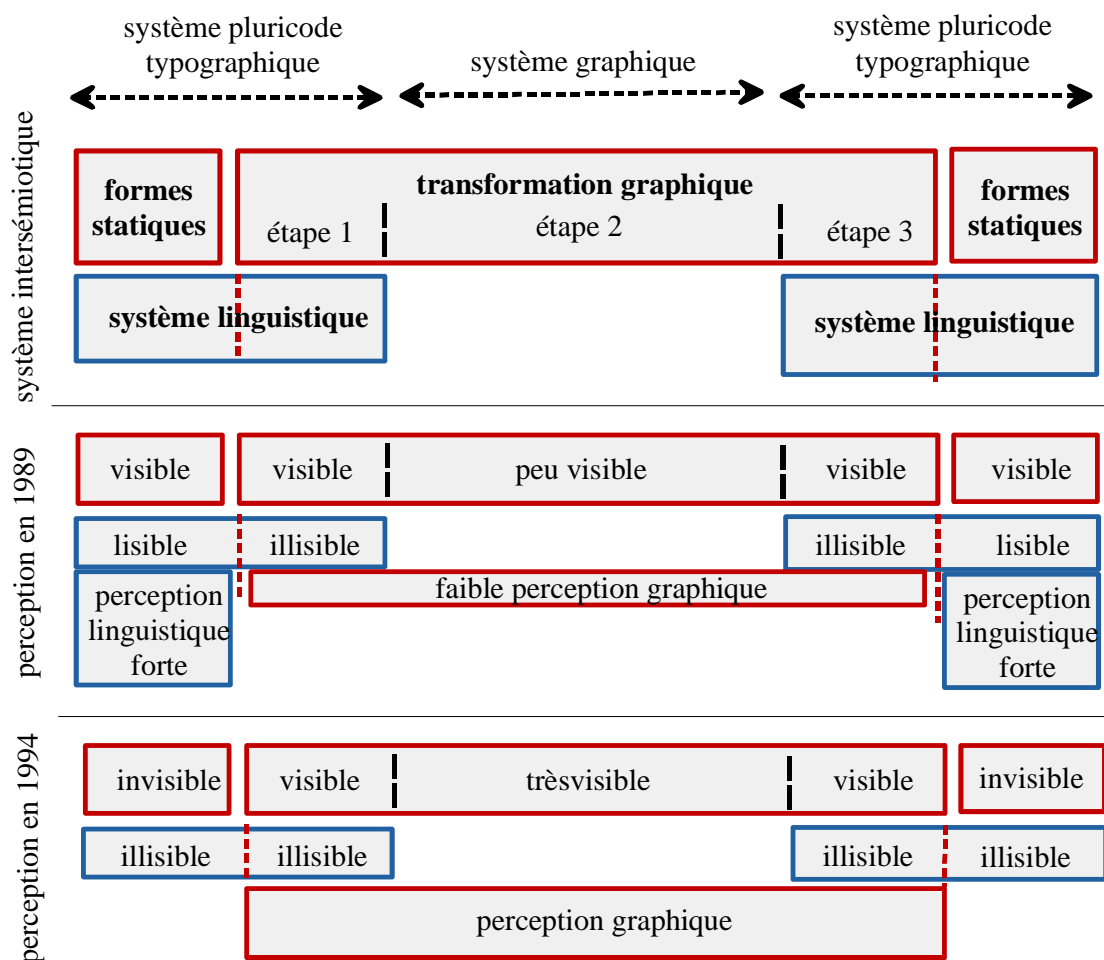 système pluricode
typographique
système graphique
système pluricode
typographique
système intersémiotique
formes
statiques
transformation graphique
étape 1
étape 2
étape 3
formes
statiques
système linguistique
système linguistique
perception en 1989
visible
visible
peu visible
visible
visible
lisible
illisible
illisible
lisible
perception
linguistique
forte
faible perception graphique
perception
linguistique
forte
perception en 1994
invisible
visible
trèsvisible
visible
invisible
illisible
illisible
illisible
illisible
perception graphique